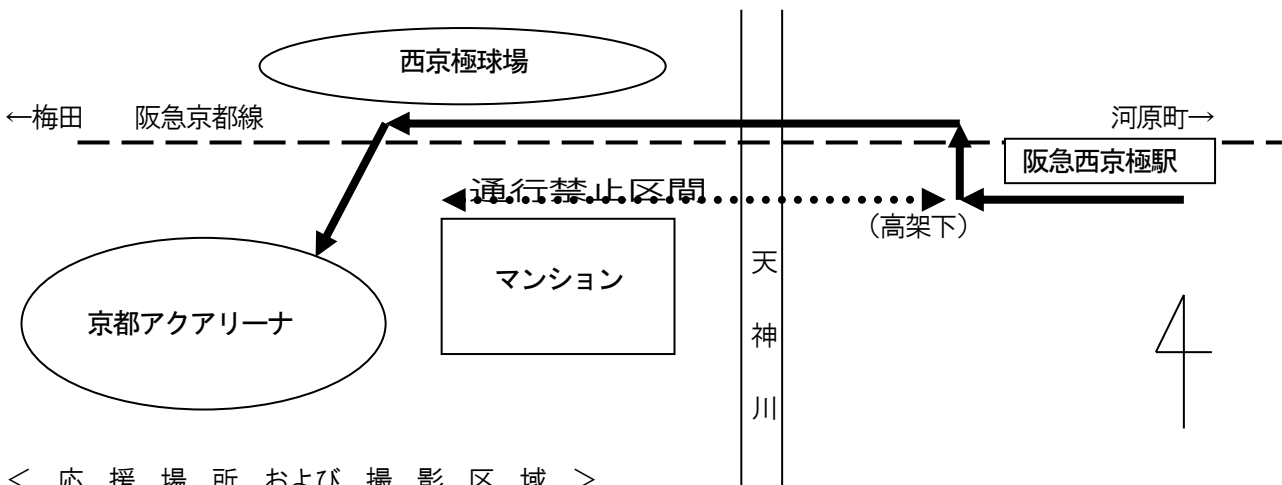 西京極球場
←梅田 阪急京都線 河原町→
阪急西京極駅
通行禁止区間
(高架下)
マンション
天神川
京都アクアリーナ
< 応 援 場 所 および 撮 影 区 域 >